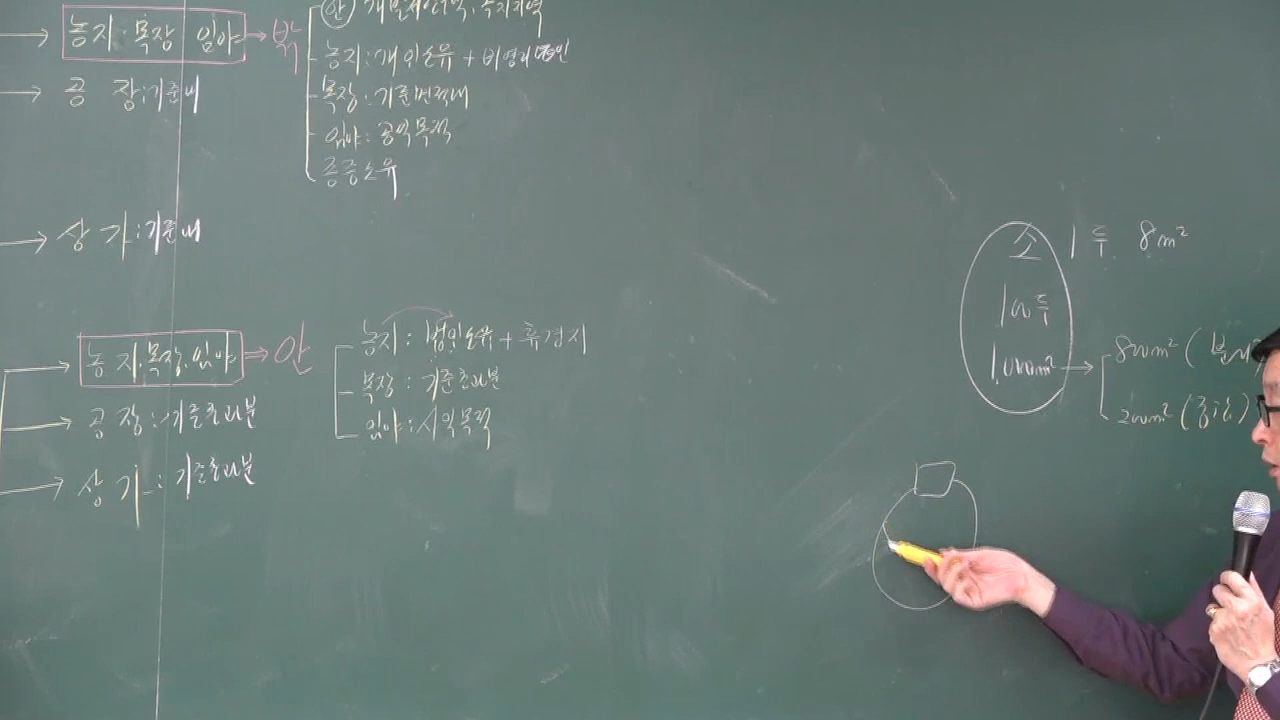 → 농지 목장 임야 → 밖
㉠ 개발제한구역, 녹지지역
농지: 개인소유 + 비영리법인
목장: 기준면적내
임야: 공익목적
종중소유
→ 공 장: 기준내
→ 상 가: 기준내
→ 농지, 목장, 임야 ⇒ 안
농지: 법인소유 + 휴경지
목장: 기준초과분
임야: 사익목적
→ 공 장: 기준초과분
→ 상 가: 기준초과분
소 1두 8m²
100두
1,000m² → 800m² (분리
200m² (종합)